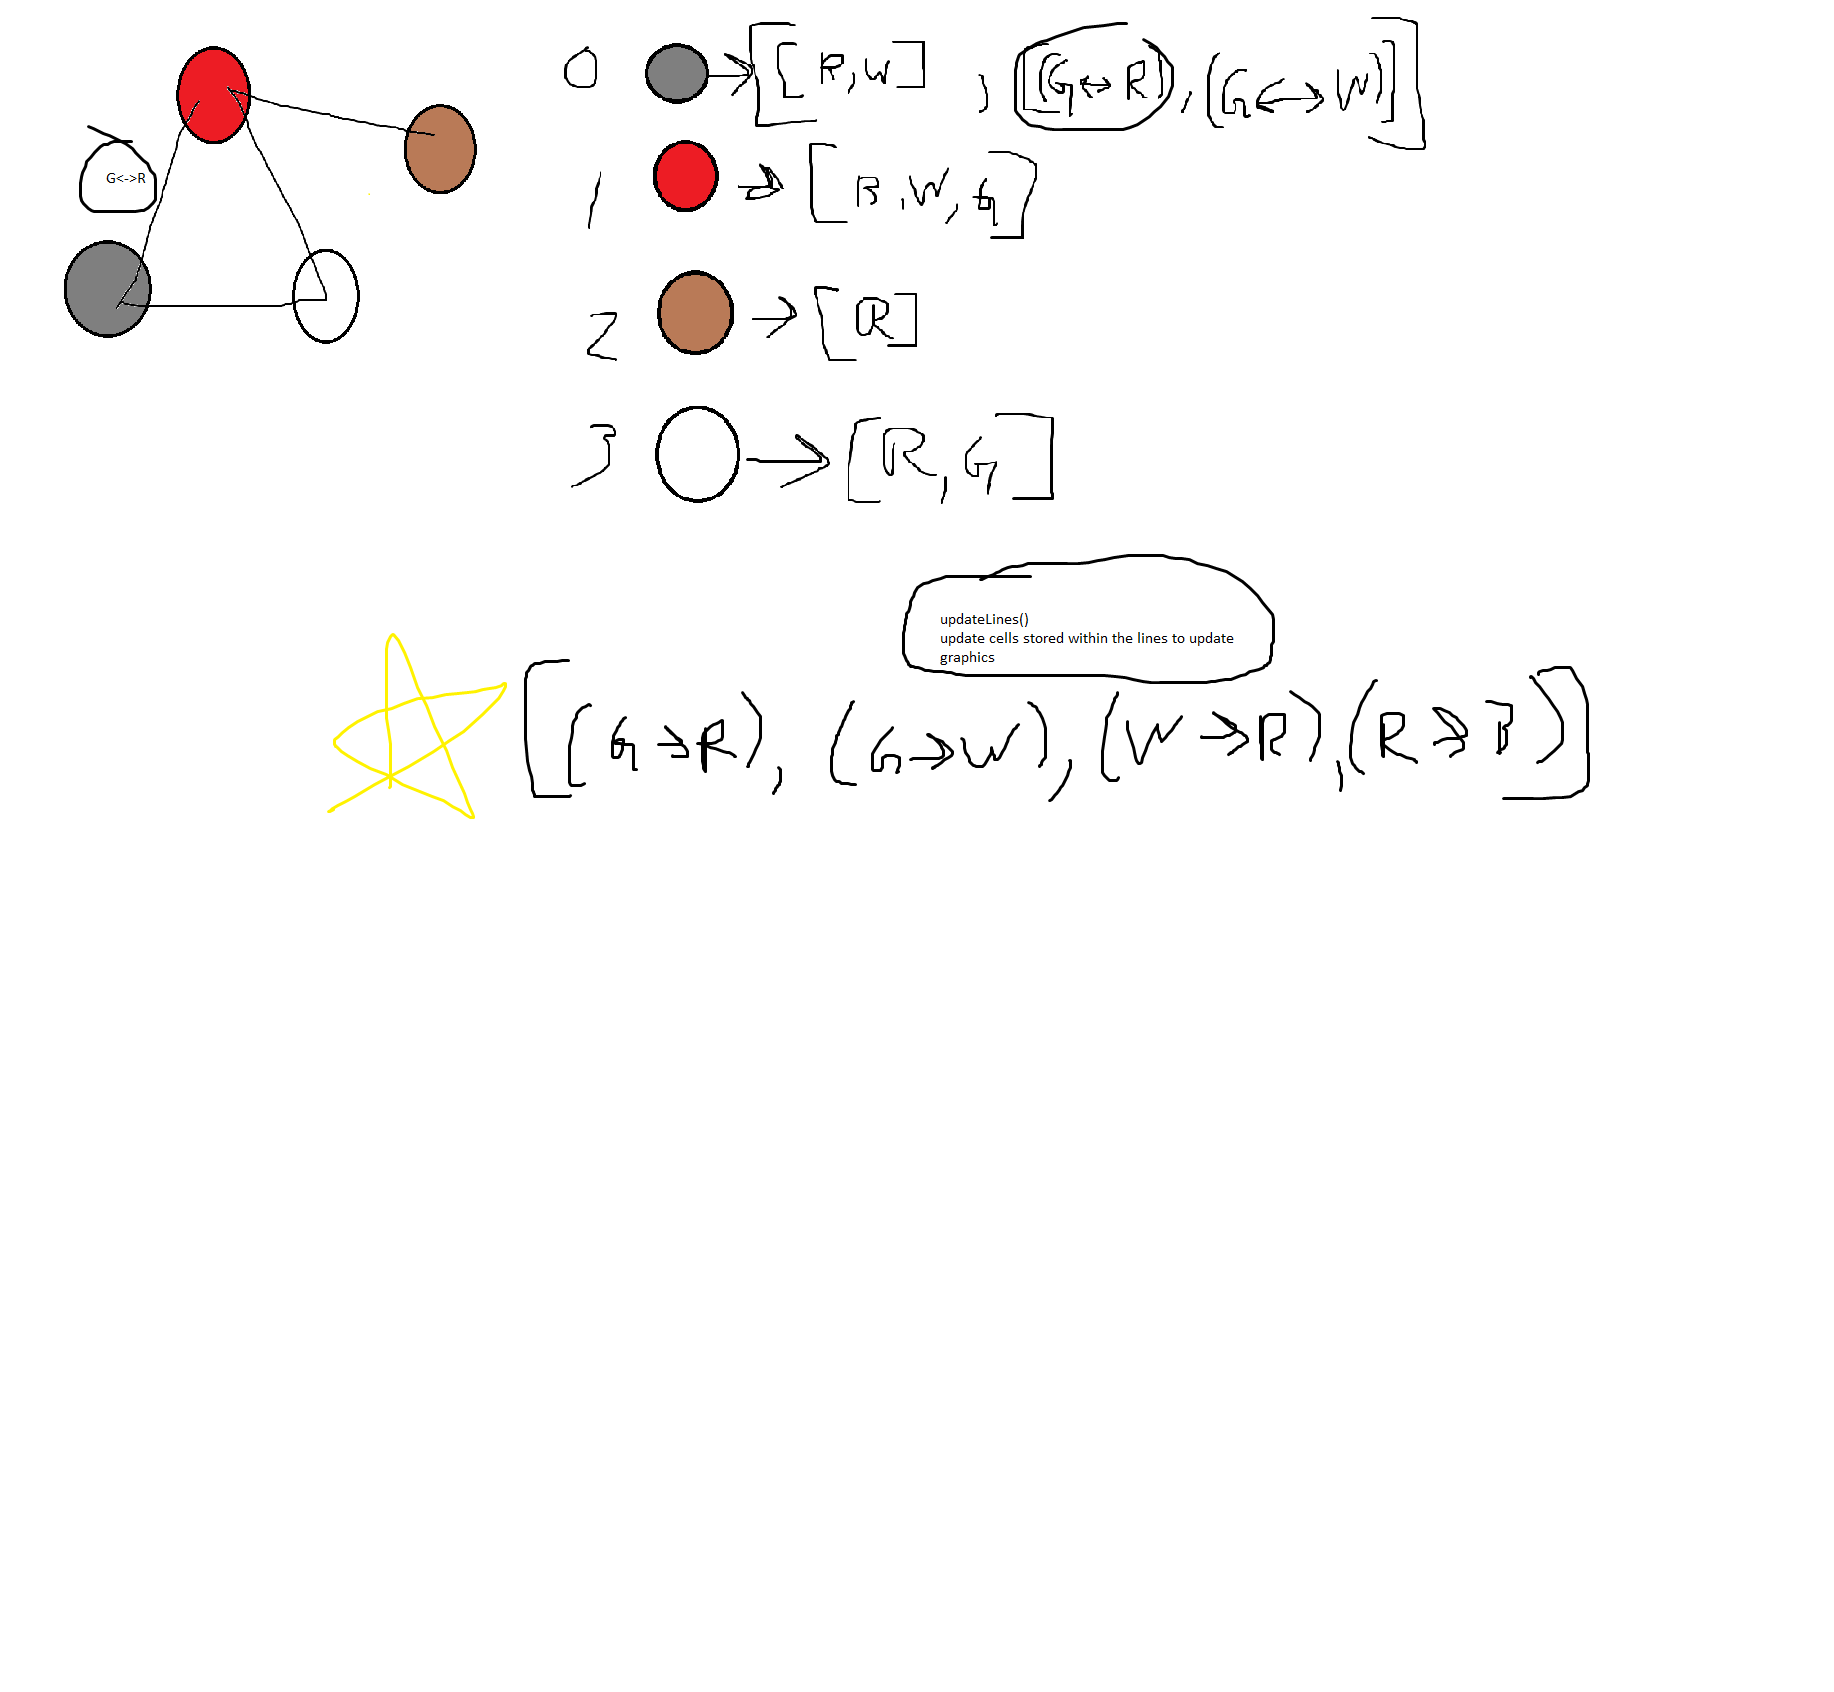 0 → [[R,W], [(G↔R), (G↔W)]]
G<->R
1 → [B,W,G]
2 → [R]
3 → [R,G]
updateLines()
update cells stored within the lines to update
graphics
[(G→R), (G→W), (W→R), (R→B)]